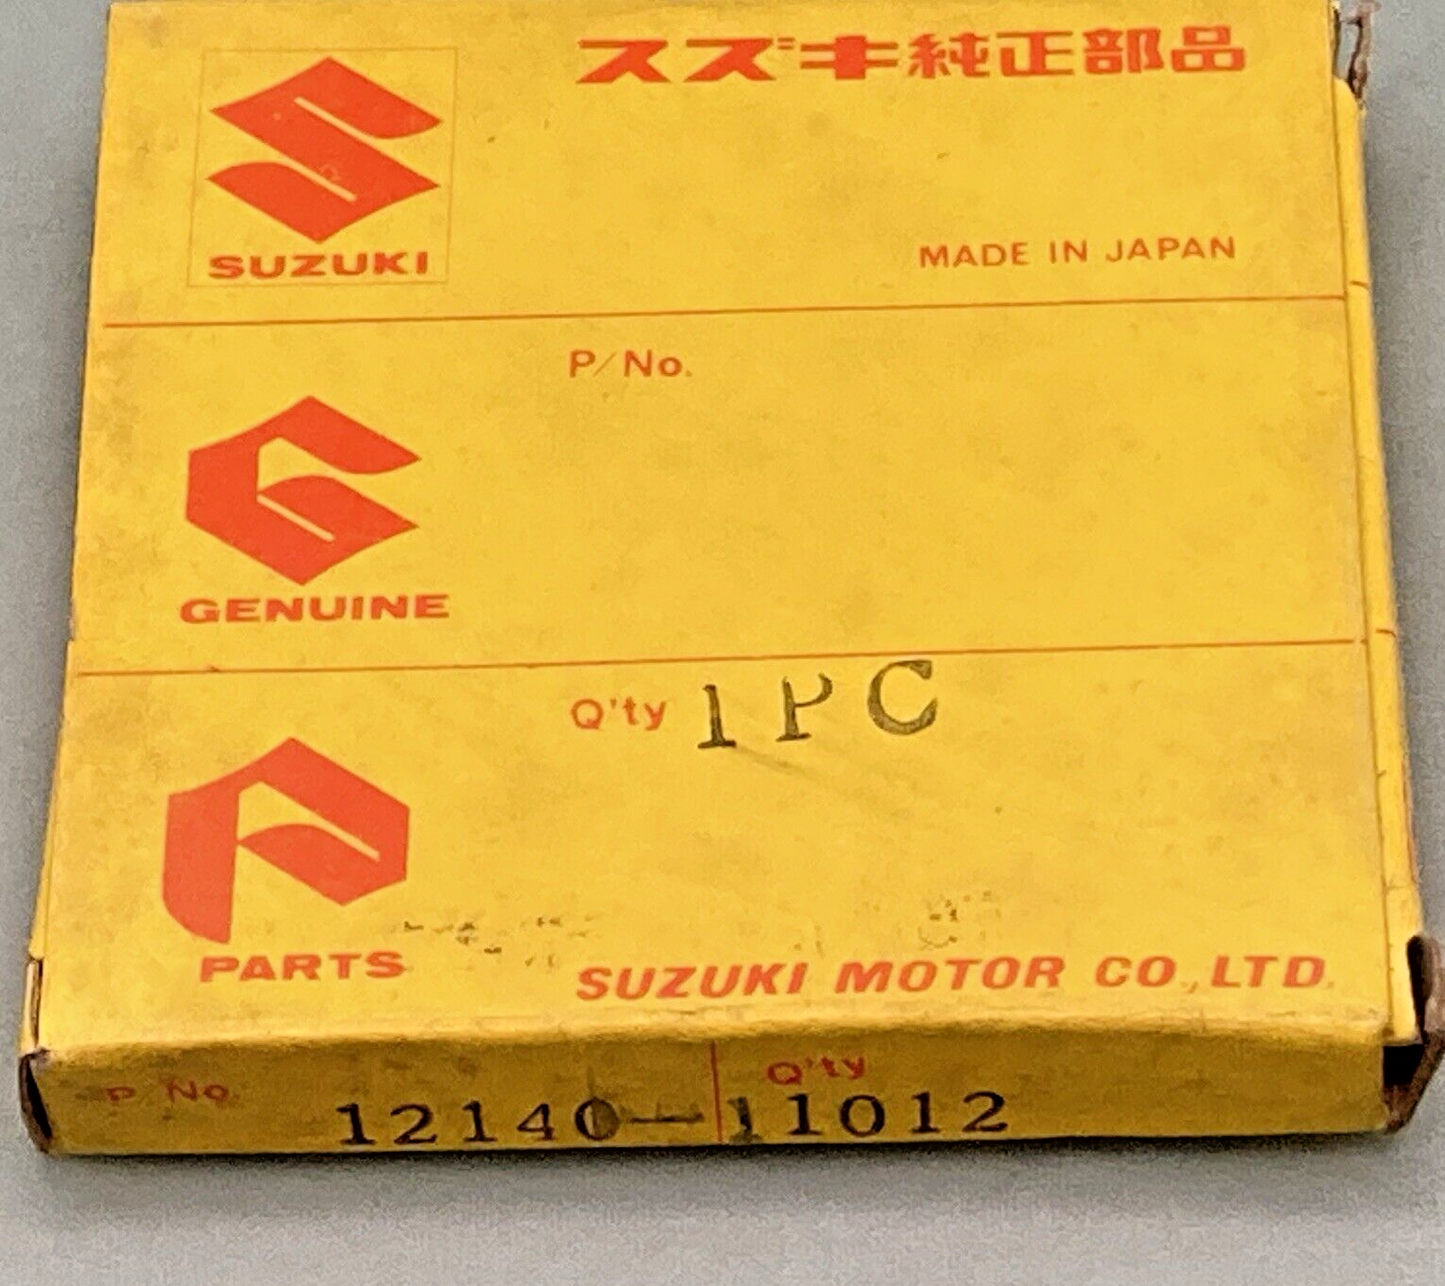 スズキ純正部品
SUZUKI
MADE IN JAPAN
P/No.
GENUINE
Q'ty 1PC
PARTS
SUZUKI MOTOR CO.,LTD.
P No. Q'ty
12140-11012